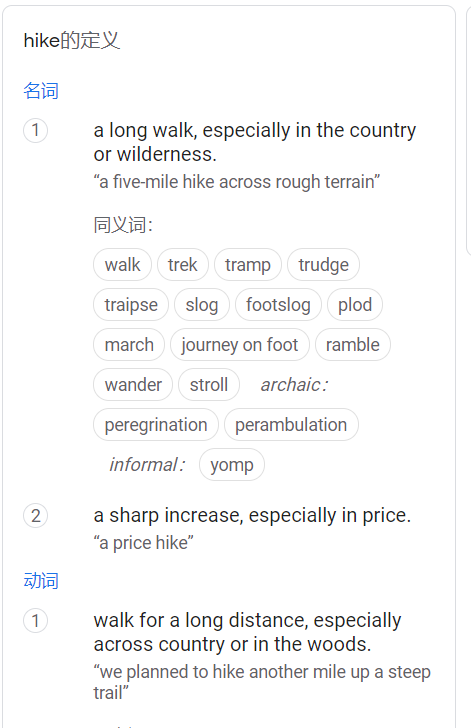 hike的定义
名词
1
a long walk, especially in the country
or wilderness.
“a five-mile hike across rough terrain”
同义词：
walk trek tramp trudge
traipse slog footslog plod
march journey on foot ramble
wander stroll archaic：
peregrination perambulation
informal： yomp
2
a sharp increase, especially in price.
“a price hike”
动词
1
walk for a long distance, especially
across country or in the woods.
“we planned to hike another mile up a steep
trail”